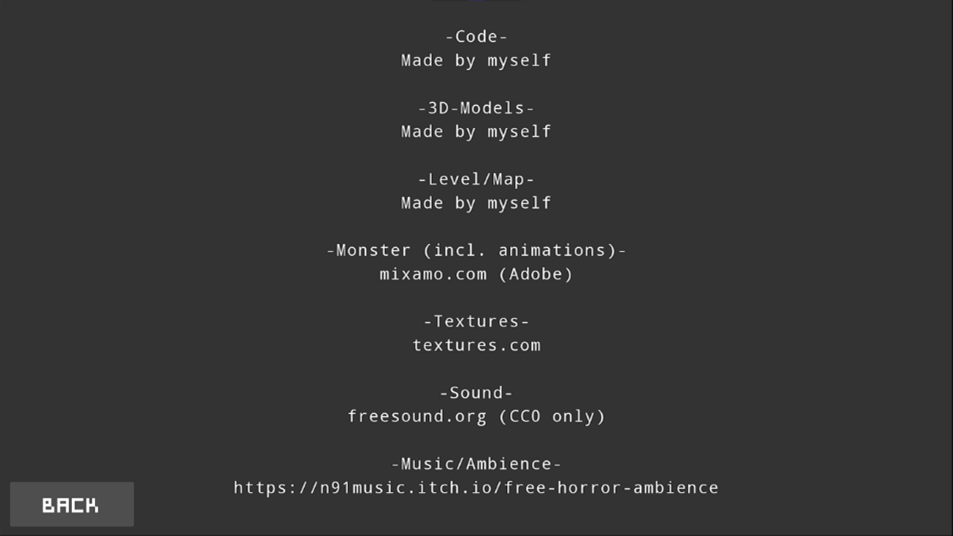 -Code-
Made by myself
-3D-Models-
Made by myself
-Level/Map-
Made by myself
-Monster (incl. animations)-
mixamo.com (Adobe)
-Textures-
textures.com
-Sound-
freesound.org (CC0 only)
-Music/Ambience-
https://n91music.itch.io/free-horror-ambience
BACK